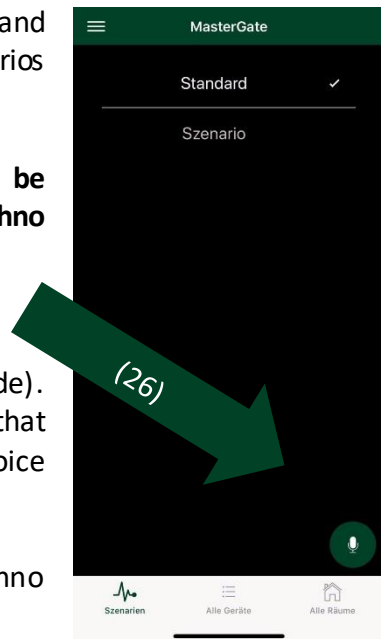 and
rios
be
hno
de).
that
oice
hno
MasterGate
Standard
Szenario
(26)
Szenarien
Alle Geräte
Alle Räume